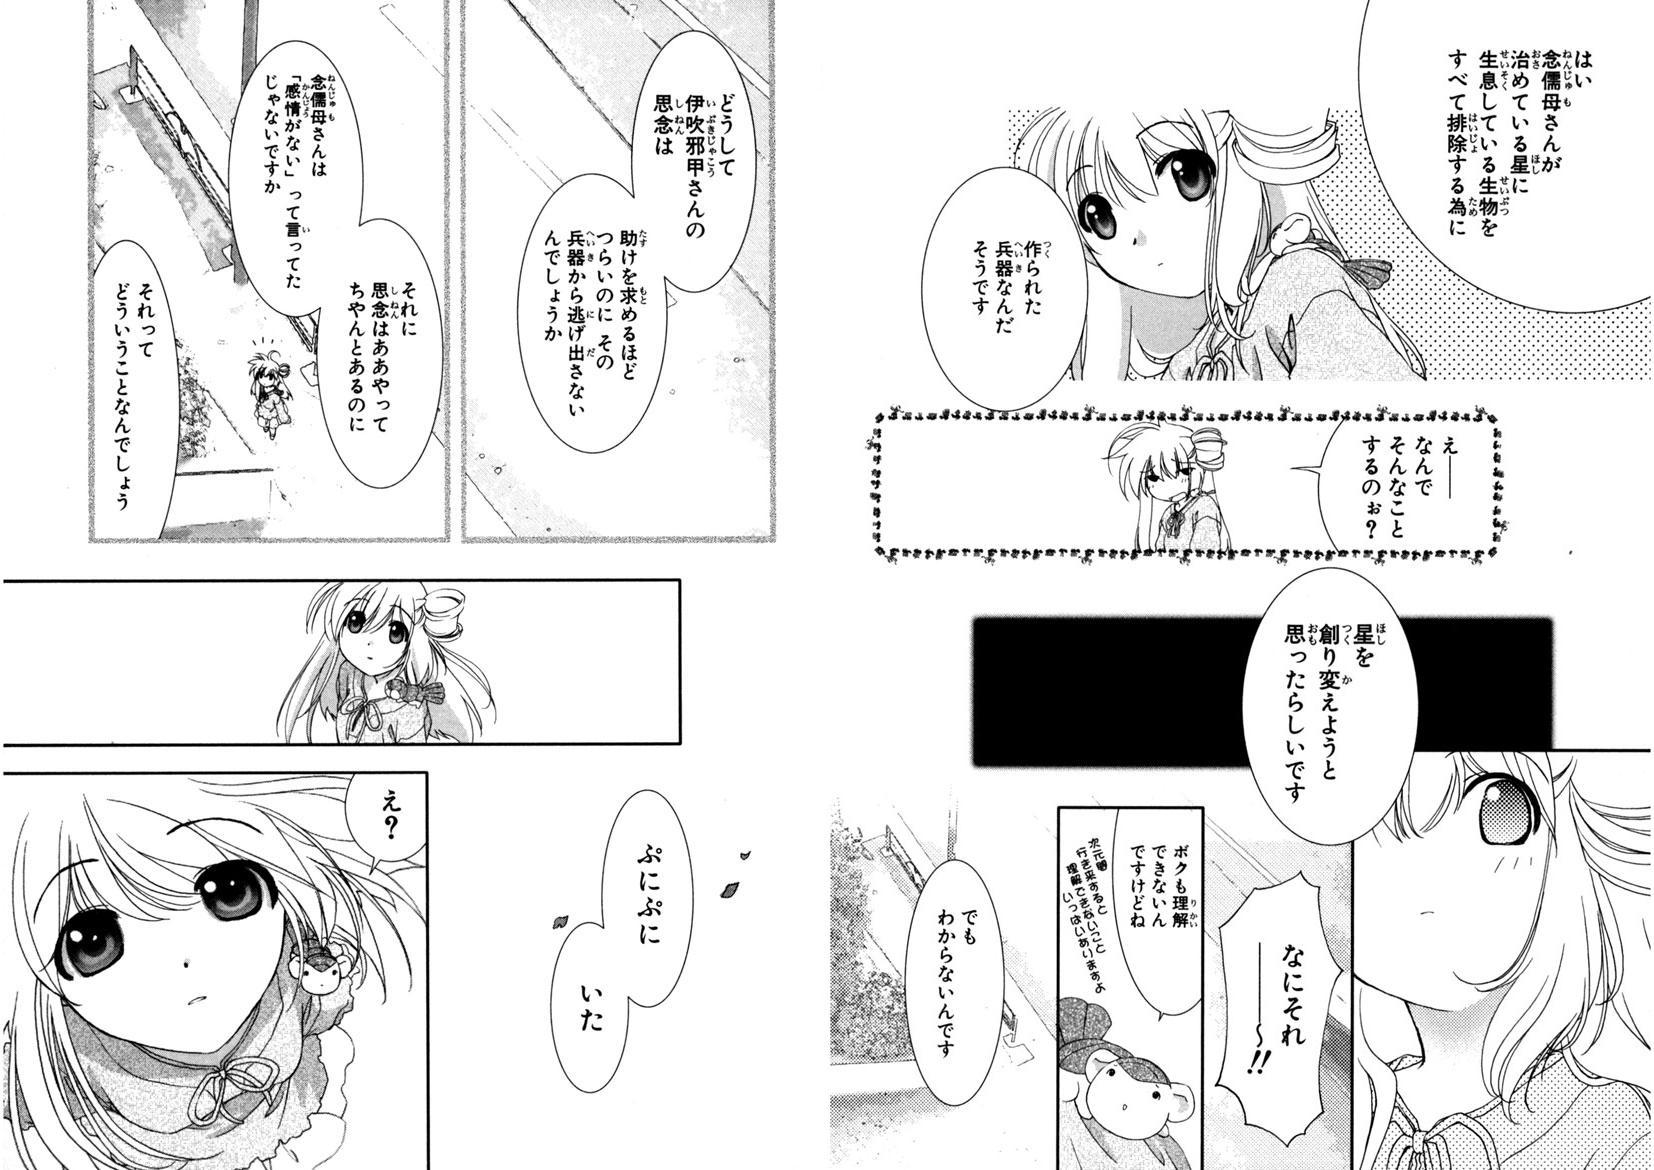 はい
念儒母さんが
治めている星に
生息している生物を
すべて排除する為に
作られた
兵器なんだ
そうです
え――
なんで
そんなこと
するのぉ?
星を
創り変えようと
思ったらしいです
なにそれ
――〜!!
ボクも理解
できないん
ですけどね
次元間
行き来すると
理解できないこと
いっぱいありますよ
でも
わからないんです
どうして
伊吹邪甲さんの
思念は
助けを求めるほど
つらいのに その
兵器から逃げ出さない
んでしょうか
念儒母さんは
「感情がない」って言ってた
じゃないですか
それに
思念はああやって
ちゃんとあるのに
それって
どういうことなんでしょう
ぷにぷに
いた
え?